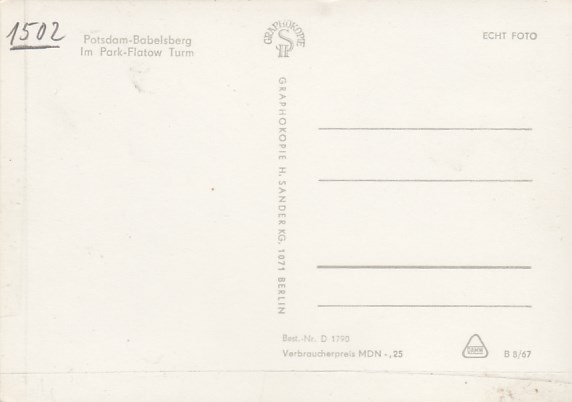 1502
Potsdam-Babelsberg
Im Park-Flatow Turm
GRAPHOKOPIE
HS
ECHT FOTO
GRAPHOKOPIE H. SANDER KG. 1071 BERLIN
Best.-Nr. D 1790
Verbraucherpreis MDN -,25
B 8/67